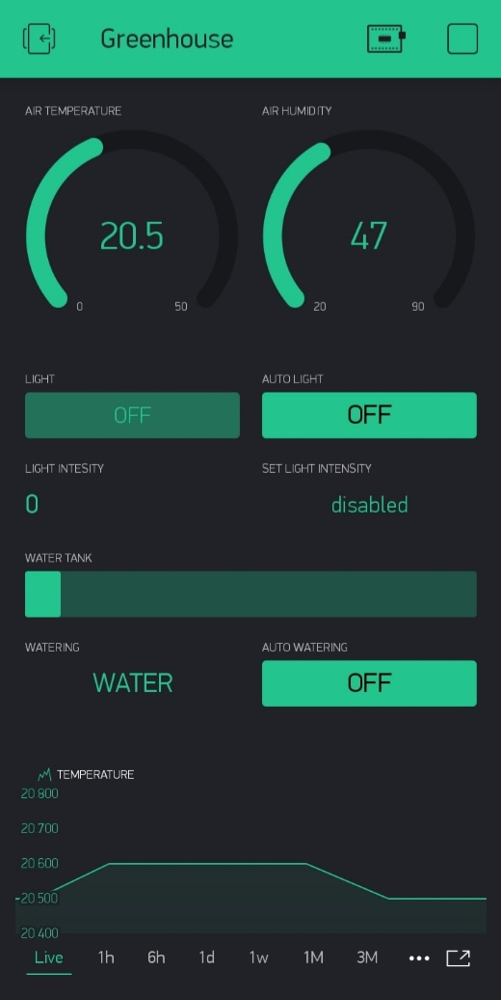 Greenhouse
AIR TEMPERATURE
AIR HUMIDITY
20.5
47
0
50
20
90
LIGHT
AUTO LIGHT
OFF
OFF
LIGHT INTESITY
SET LIGHT INTENSITY
0
disabled
WATER TANK
WATERING
AUTO WATERING
WATER
OFF
TEMPERATURE
20 800
20 700
20 600
20 500
20 400
Live 1h 6h 1d 1w 1M 3M